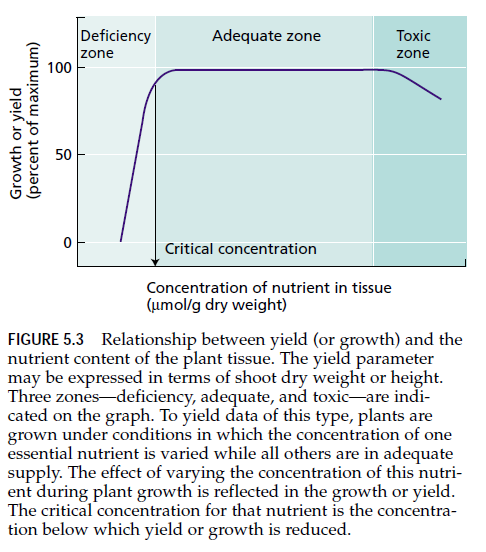 Deficiency
zone
Adequate zone
Toxic
zone
Growth or yield
(percent of maximum)
100
50
0
Critical concentration
Concentration of nutrient in tissue
(μmol/g dry weight)
FIGURE 5.3 Relationship between yield (or growth) and the
nutrient content of the plant tissue. The yield parameter
may be expressed in terms of shoot dry weight or height.
Three zones—deficiency, adequate, and toxic—are indi-
cated on the graph. To yield data of this type, plants are
grown under conditions in which the concentration of one
essential nutrient is varied while all others are in adequate
supply. The effect of varying the concentration of this nutri-
ent during plant growth is reflected in the growth or yield.
The critical concentration for that nutrient is the concentra-
tion below which yield or growth is reduced.